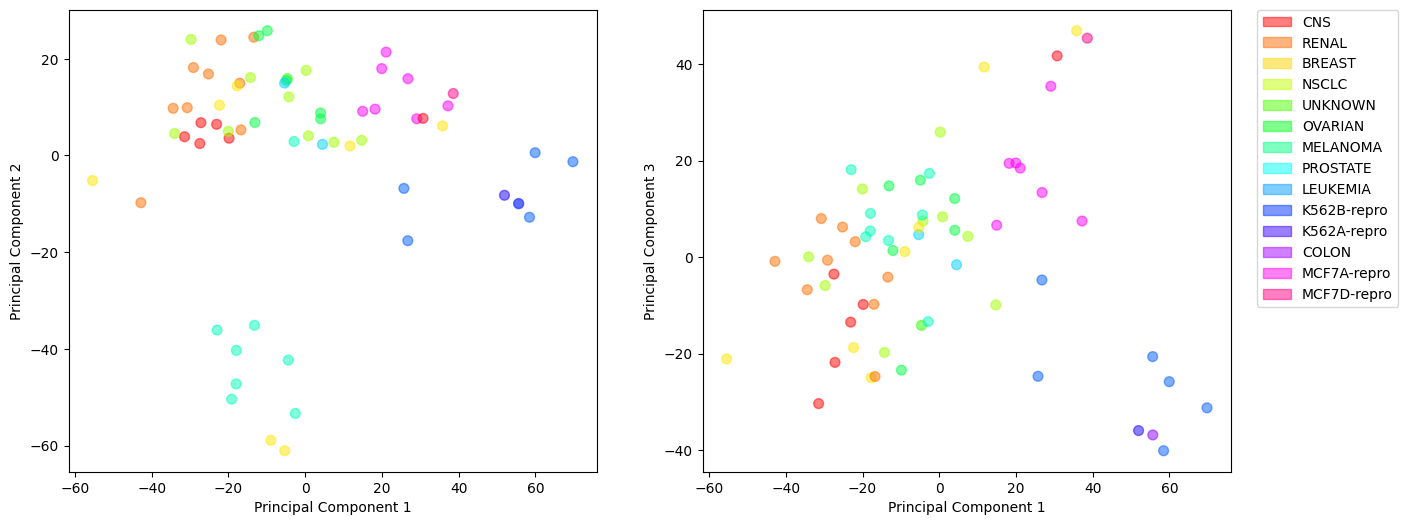 20
0
−20
−40
−60
−60
−40
−20
0
20
40
60
Principal Component 1
Principal Component 2
40
20
0
−20
−40
−60
−40
−20
0
20
40
60
Principal Component 1
Principal Component 3
CNS
RENAL
BREAST
NSCLC
UNKNOWN
OVARIAN
MELANOMA
PROSTATE
LEUKEMIA
K562B-repro
K562A-repro
COLON
MCF7A-repro
MCF7D-repro